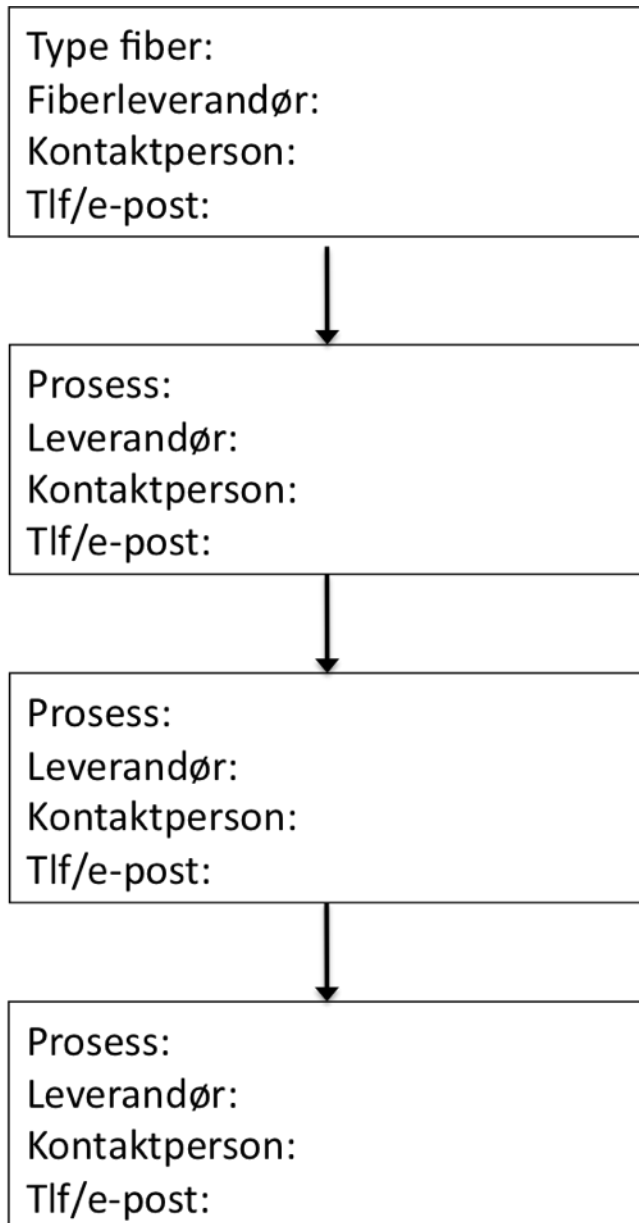 Type fiber:
Fiberleverandør:
Kontaktperson:
Tlf/e-post:
Prosess:
Leverandør:
Kontaktperson:
Tlf/e-post:
Prosess:
Leverandør:
Kontaktperson:
Tlf/e-post:
Prosess:
Leverandør:
Kontaktperson:
Tlf/e-post: